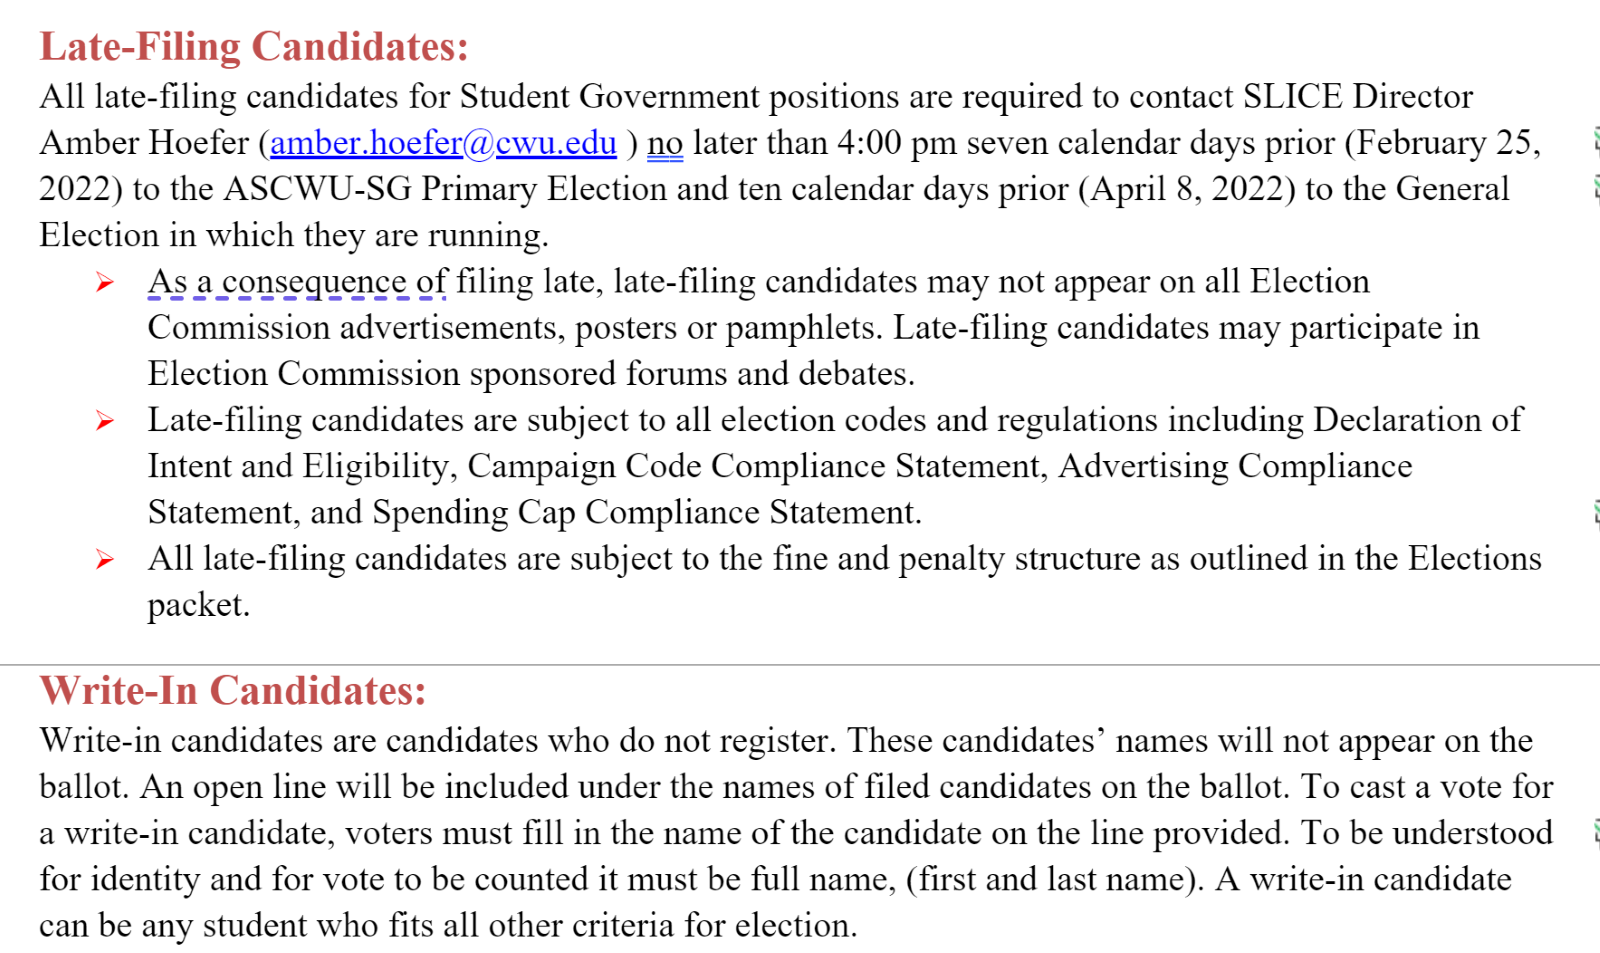 Late-Filing Candidates:
All late-filing candidates for Student Government positions are required to contact SLICE Director
Amber Hoefer (amber.hoefer@cwu.edu ) no later than 4:00 pm seven calendar days prior (February 25,
2022) to the ASCWU-SG Primary Election and ten calendar days prior (April 8, 2022) to the General
Election in which they are running.
➢ As a consequence of filing late, late-filing candidates may not appear on all Election
Commission advertisements, posters or pamphlets. Late-filing candidates may participate in
Election Commission sponsored forums and debates.
➢ Late-filing candidates are subject to all election codes and regulations including Declaration of
Intent and Eligibility, Campaign Code Compliance Statement, Advertising Compliance
Statement, and Spending Cap Compliance Statement.
➢ All late-filing candidates are subject to the fine and penalty structure as outlined in the Elections
packet.
Write-In Candidates:
Write-in candidates are candidates who do not register. These candidates’ names will not appear on the
ballot. An open line will be included under the names of filed candidates on the ballot. To cast a vote for
a write-in candidate, voters must fill in the name of the candidate on the line provided. To be understood
for identity and for vote to be counted it must be full name, (first and last name). A write-in candidate
can be any student who fits all other criteria for election.